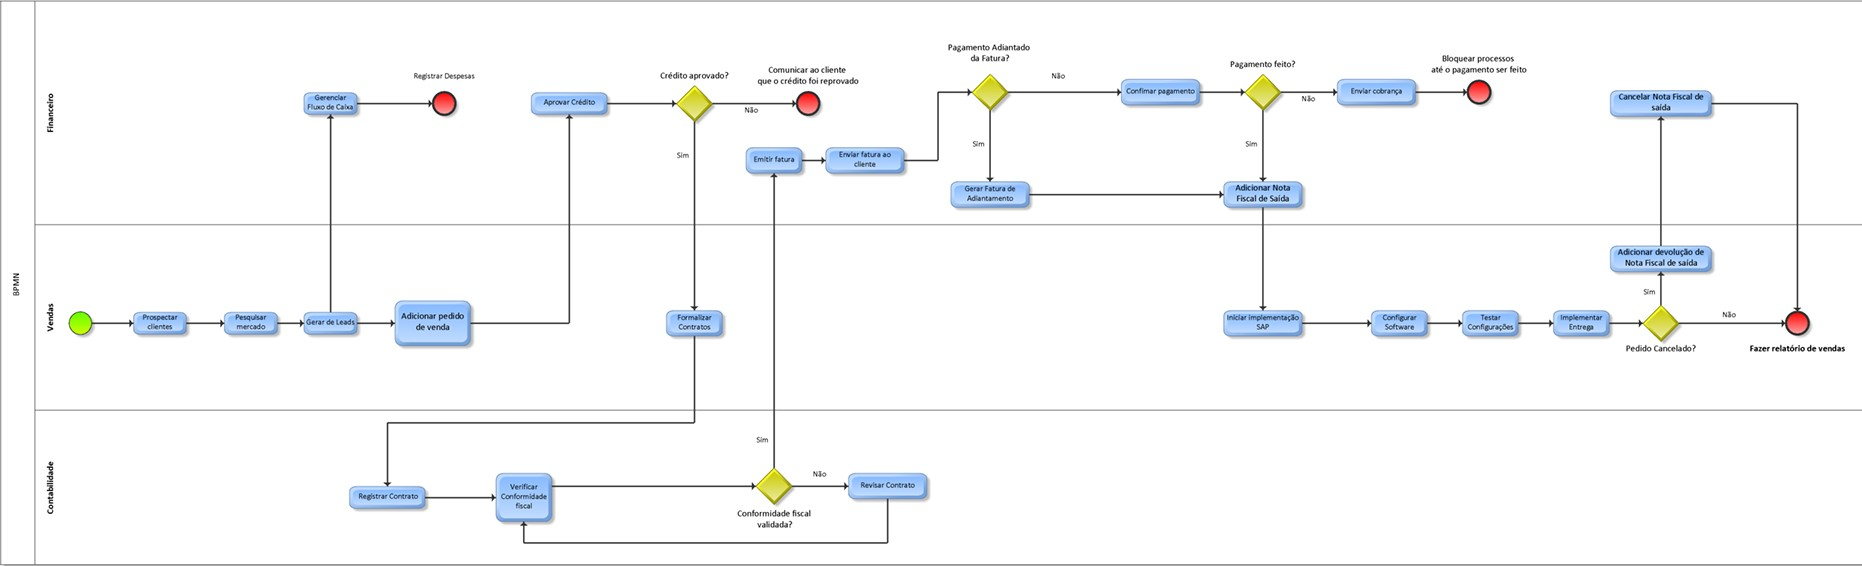 BPMN
Financeiro
Gerenciar
Fluxo de Caixa
Registrar Despesas
Aprovar Crédito
Crédito aprovado?
Não
Sim
Comunicar ao cliente
que o crédito foi reprovado
Emitir fatura
Enviar fatura ao
cliente
Pagamento Adiantado
da Fatura?
Não
Sim
Gerar Fatura de
Adiantamento
Confimar pagamento
Pagamento feito?
Não
Sim
Enviar cobrança
Bloquear processos
até o pagamento ser feito
Adicionar Nota
Fiscal de Saída
Cancelar Nota Fiscal de
saída
Vendas
Prospectar
clientes
Pesquisar
mercado
Gerar de Leads
Adicionar pedido
de venda
Formalizar
Contratos
Iniciar implementação
SAP
Configurar
Software
Testar
Configurações
Implementar
Entrega
Adicionar devolução de
Nota Fiscal de saída
Sim
Não
Pedido Cancelado?
Fazer relatório de vendas
Contabilidade
Registrar Contrato
Verificar
Conformidade
fiscal
Sim
Não
Conformidade fiscal
validada?
Revisar Contrato